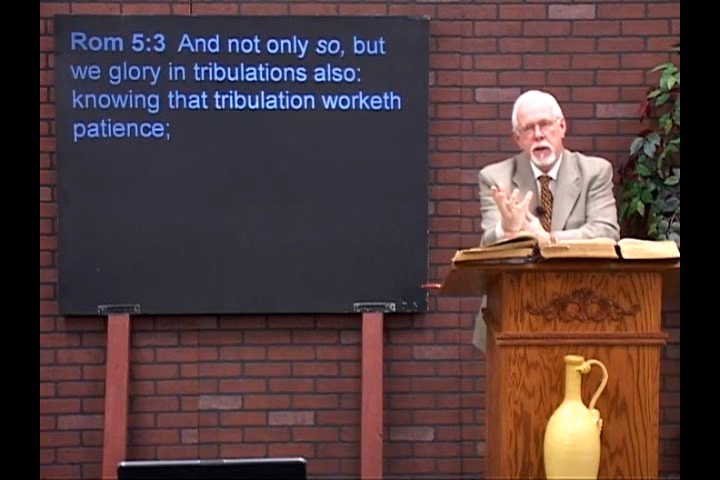 Rom 5:3 And not only so, but
we glory in tribulations also:
knowing that tribulation worketh
patience;